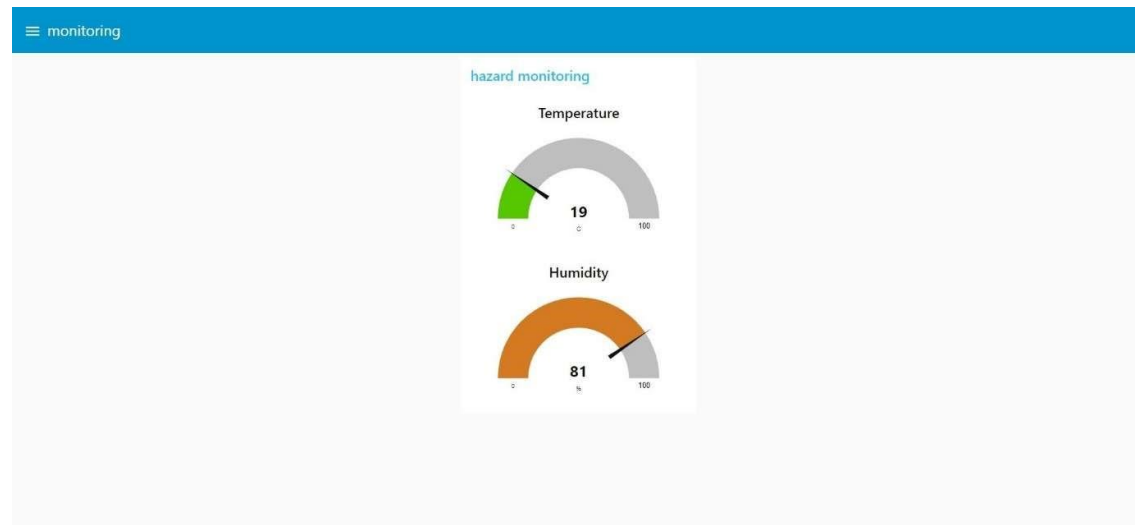 monitoring
hazard monitoring
Temperature
19
0
C
100
Humidity
81
0
%
100